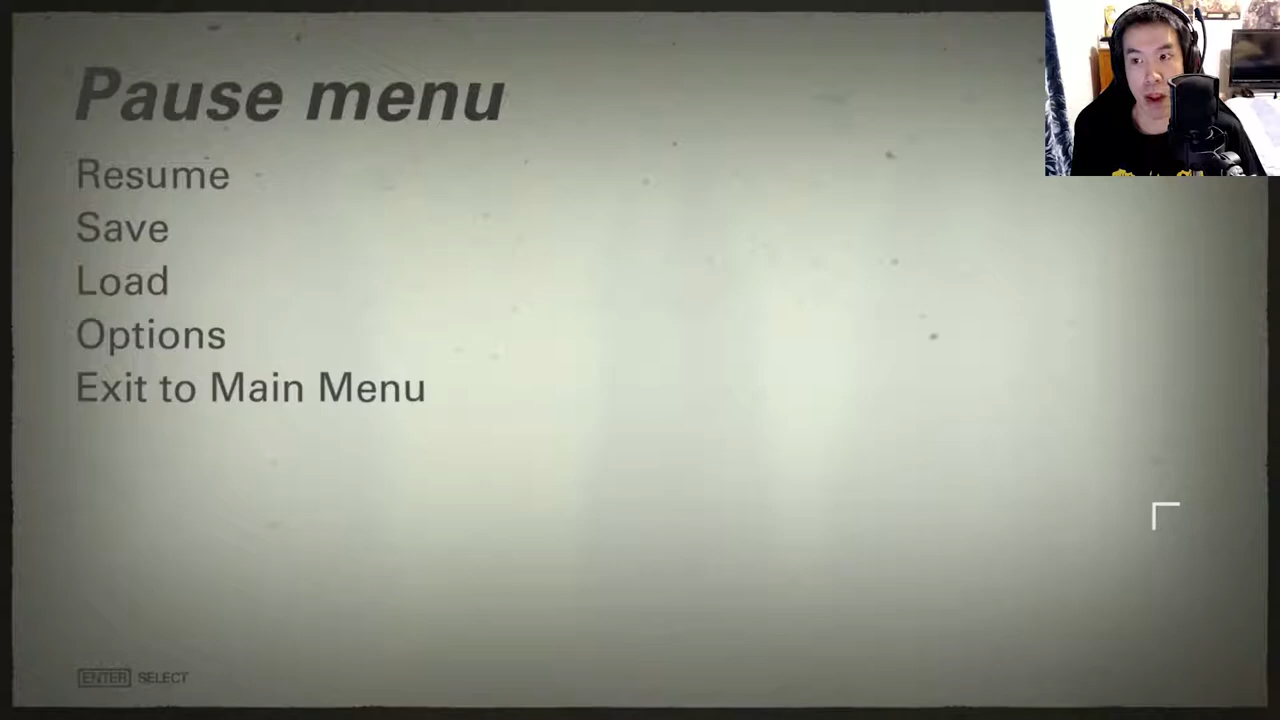 Pause menu
Resume
Save
Load
Options
Exit to Main Menu
ENTER SELECT